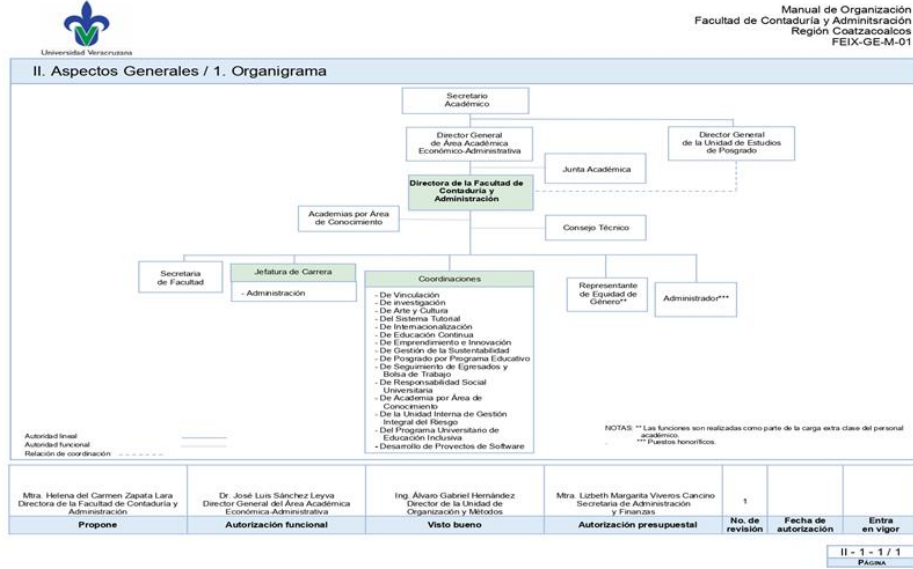 Manual de Organización
Facultad de Contaduría y Adminitsración
Región Coatzacoalcos
FEIX-GE-M-01
Universidad Veracruzana
II. Aspectos Generales / 1. Organigrama
Secretario
Académico
Director General
de Área Académica
Económico-Administrativa
Director General
de la Unidad de Estudios
de Posgrado
Junta Académica
Directora de la Facultad de
Contaduría y
Administración
Academias por Área
de Conocimiento
Consejo Técnico
Secretaria
de Facultad
Jefatura de Carrera
- Administración
Coordinaciones
- De Vinculación
- De investigación
- De Arte y Cultura
- Del Sistema Tutorial
- De Internacionalización
- De Educación Continua
- De Emprendimiento e Innovación
- De Gestión de la Sustentabilidad
- De Posgrado por Programa Educativo
- De Seguimiento de Egresados y
Bolsa de Trabajo
- De Responsabilidad Social
Universitaria
- De Academia por Área de
Conocimiento
- De la Unidad Interna de Gestión
Integral del Riesgo
- Del Programa Universitario de
Educación Inclusiva
- Desarrollo de Proyectos de Software
Representante
de Equidad de
Género**
Administrador***
Autoridad lineal
Autoridad funcional
Relación de coordinación
NOTAS: ** Las funciones son realizadas como parte de la carga extra clase del personal
académico.
*** Puestos honoríficos.
Mtra. Helena del Carmen Zapata Lara
Directora de la Facultad de Contaduría y
Administración
Propone
Dr. José Luis Sánchez Leyva
Director General del Área Académica
Económica-Administrativa
Autorización funcional
Ing. Álvaro Gabriel Hernández
Director de la Unidad de
Organización y Métodos
Visto bueno
Mtra. Lizbeth Margarita Viveros Cancino
Secretaria de Administración
y Finanzas
Autorización presupuestal
1
No. de
revisión
Fecha de
autorización
Entra
en vigor
II - 1 - 1 / 1
PÁGINA